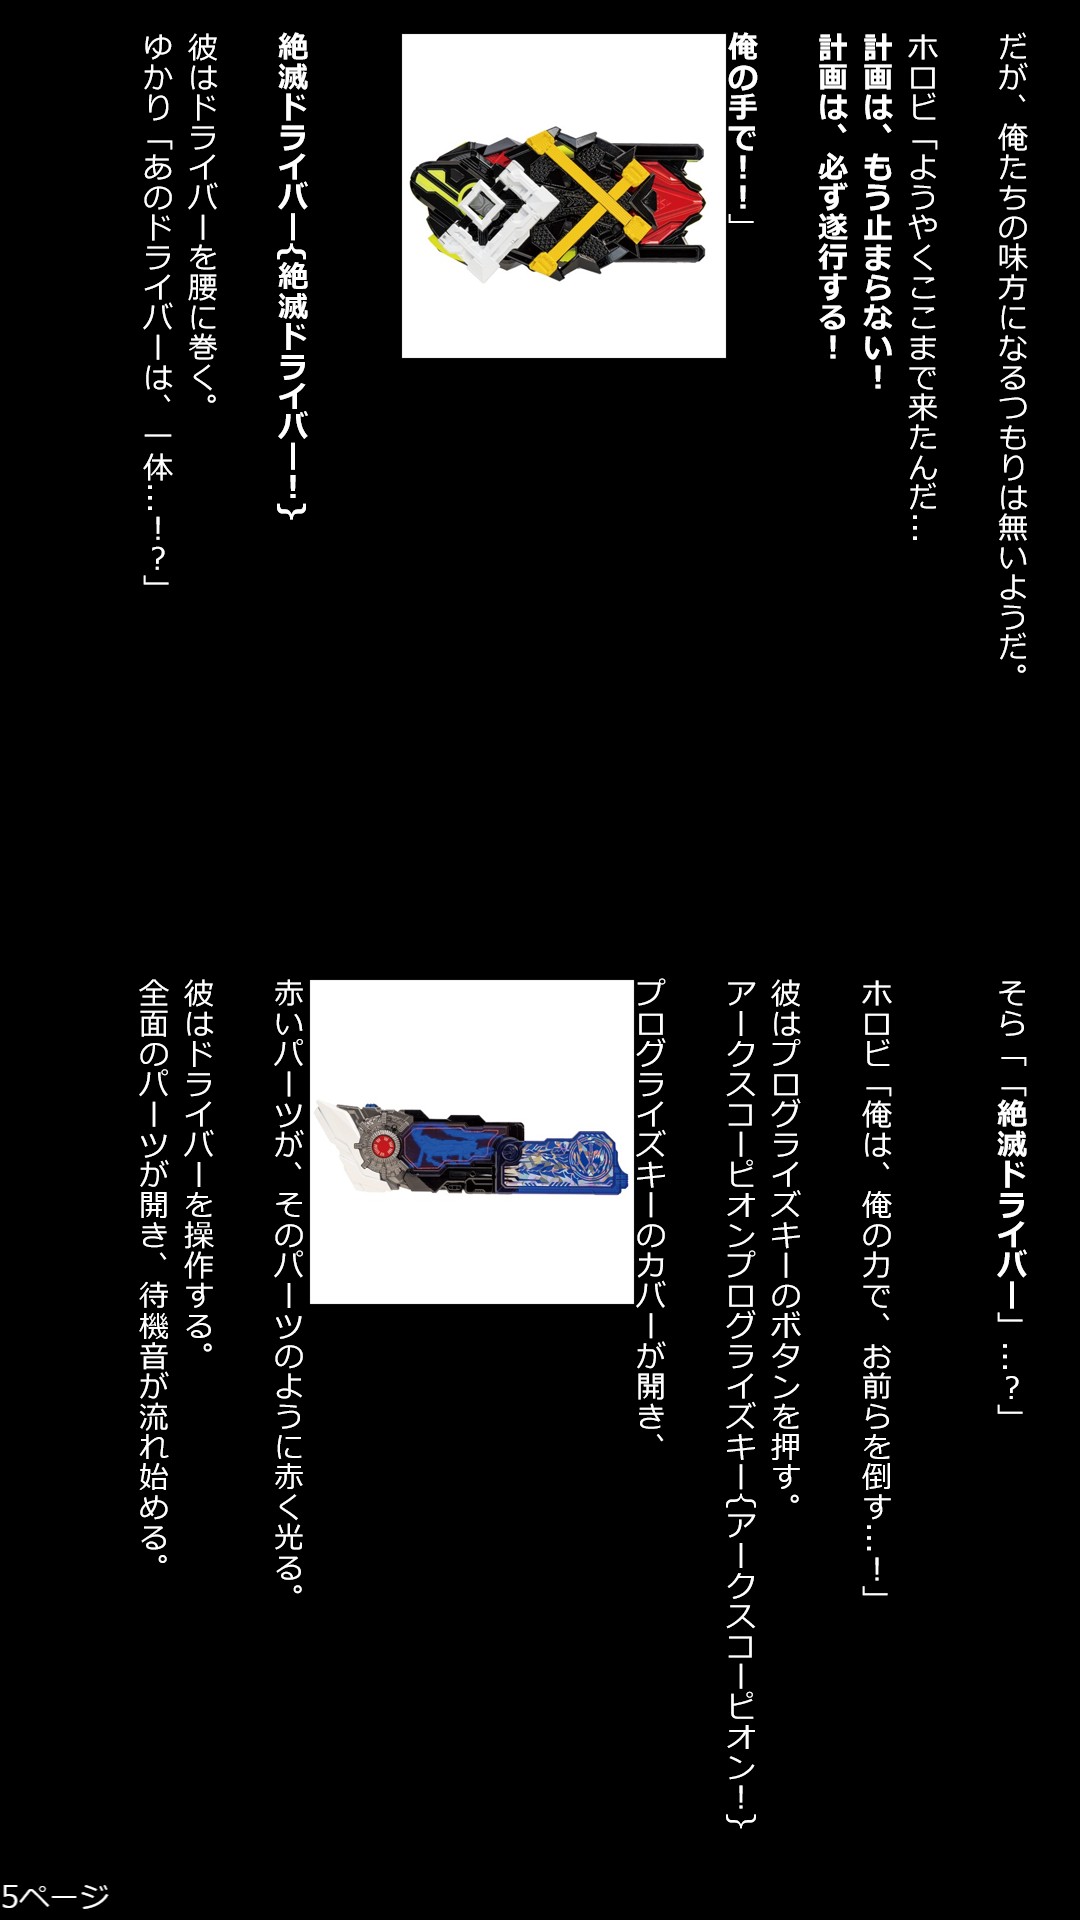 だが、俺たちの味方になるつもりは無いようだ。
ホロビ「ようやくここまで来たんだ…
計画は、もう止まらない！
計画は、必ず遂行する！
俺の手で！！」
絶滅ドライバー{絶滅ドライバー！}
彼はドライバーを腰に巻く。
ゆかり「あのドライバーは、一体…！？」
そら「「絶滅ドライバー」…？」
ホロビ「俺は、俺の力で、お前らを倒す…！」
彼はプログライズキーのボタンを押す。
アークスコーピオンプログライズキー{アークスコーピオン！}
プログライズキーのカバーが開き、
赤いパーツが、そのパーツのように赤く光る。
彼はドライバーを操作する。
全面のパーツが開き、待機音が流れ始める。
5ページ